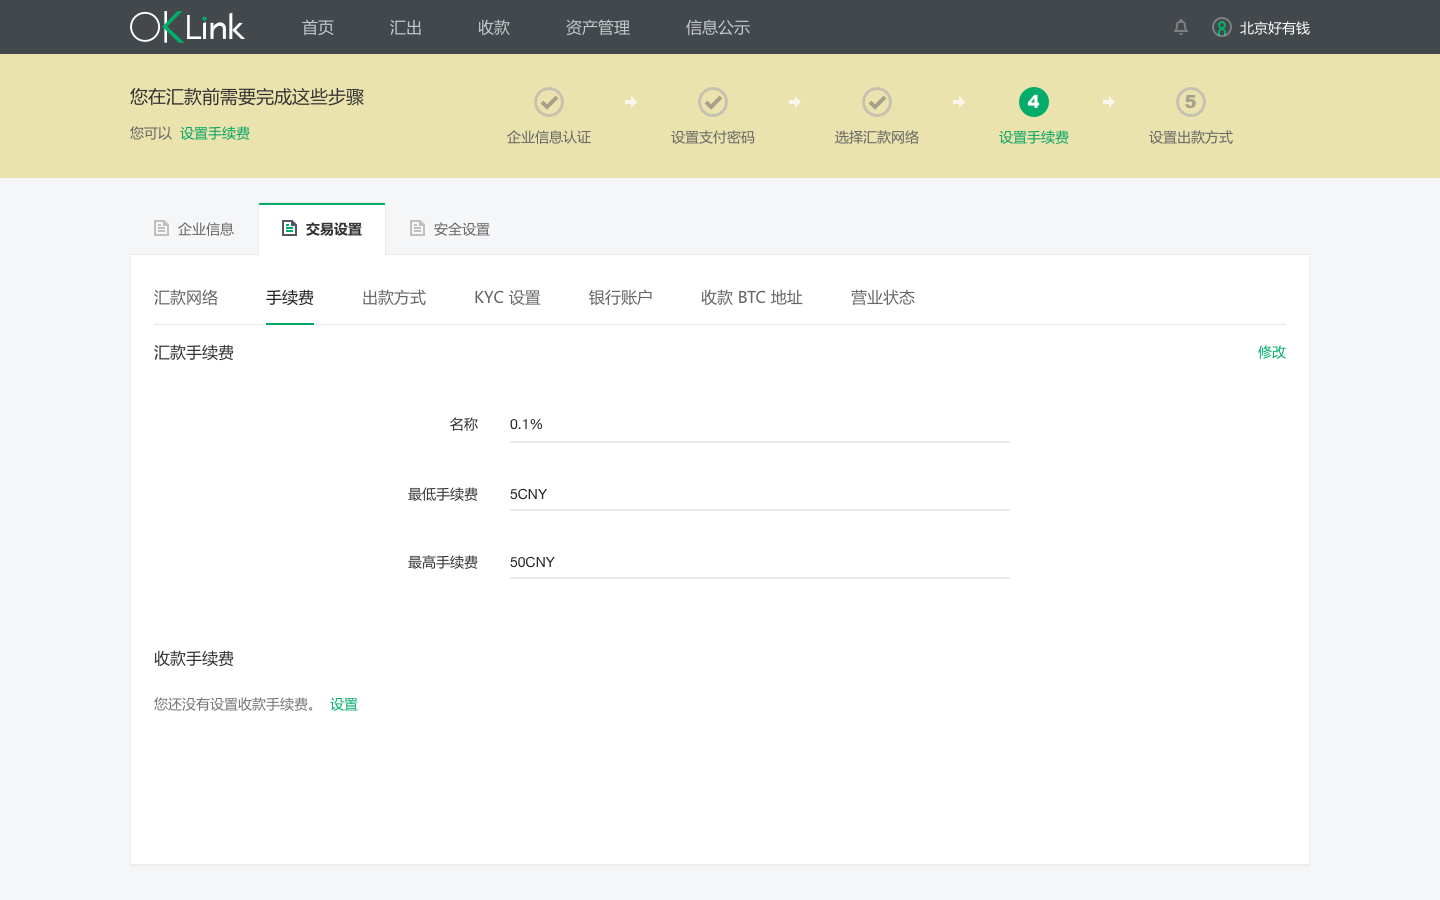 OKLink 首页 汇出 收款 资产管理 信息公示 北京好有钱
您在汇款前需要完成这些步骤
您可以 设置手续费
4 5
企业信息认证 设置支付密码 选择汇款网络 设置手续费 设置出款方式
企业信息 交易设置 安全设置
汇款网络 手续费 出款方式 KYC 设置 银行账户 收款 BTC 地址 营业状态
汇款手续费 修改
名称 0.1%
最低手续费 5CNY
最高手续费 50CNY
收款手续费
您还没有设置收款手续费。 设置